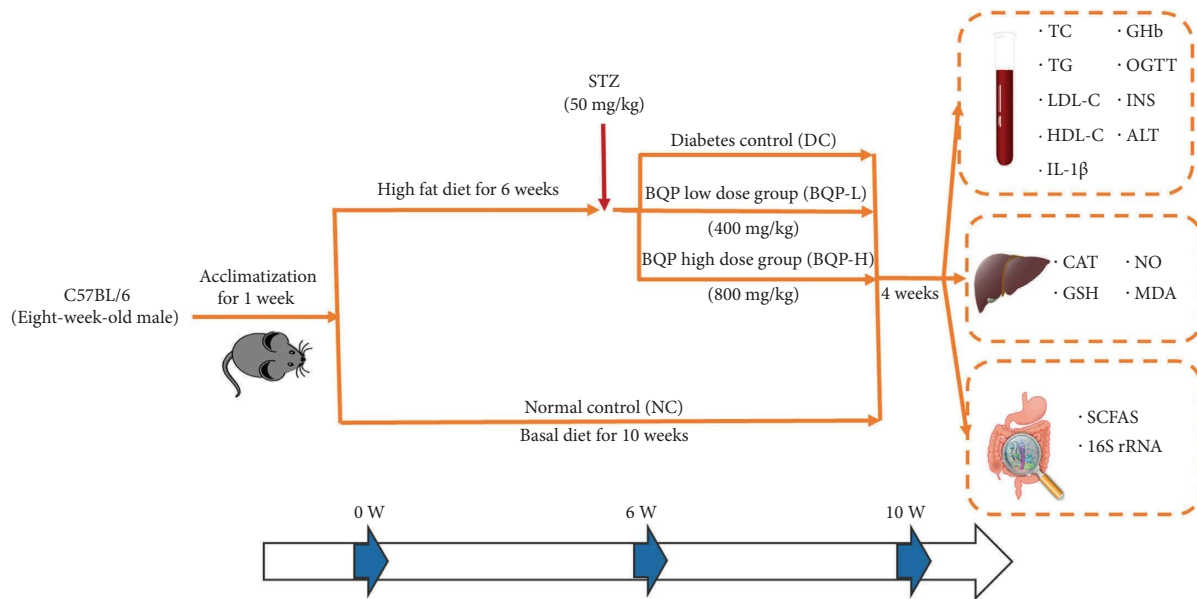 C57BL/6
(Eight-week-old male)
Acclimatization
for 1 week
High fat diet for 6 weeks
STZ
(50 mg/kg)
Diabetes control (DC)
BQP low dose group (BQP-L)
(400 mg/kg)
BQP high dose group (BQP-H)
(800 mg/kg)
Normal control (NC)
Basal diet for 10 weeks
4 weeks
· TC
· TG
· LDL-C
· HDL-C
· IL-1β
· GHb
· OGTT
· INS
· ALT
· CAT
· GSH
· NO
· MDA
· SCFAS
· 16S rRNA
0 W
6 W
10 W